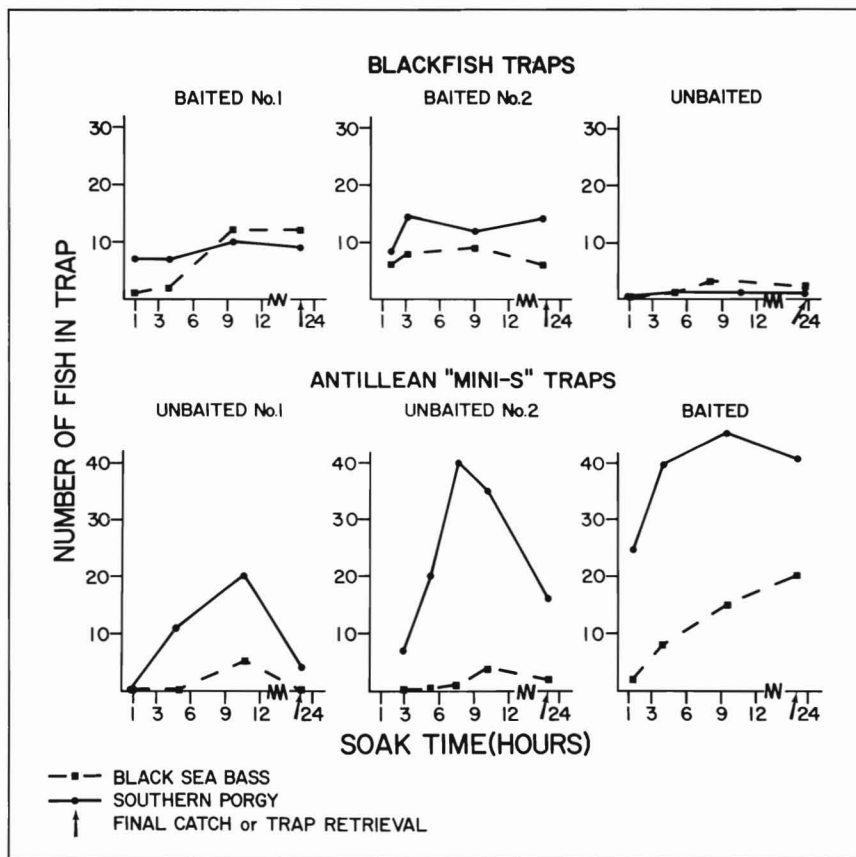 BLACKFISH TRAPS
BAITED No.1 BAITED No.2 UNBAITED
30 30 30
20 20 20
10 10 10
1 3 6 9 12 24 1 3 6 9 12 24 1 3 6 9 12 24
NUMBER OF FISH IN TRAP
ANTILLEAN "MINI-S" TRAPS
UNBAITED No.1 UNBAITED No.2 BAITED
40 40 40
30 30 30
20 20 20
10 10 10
1 3 6 9 12 24 1 3 6 9 12 24 1 3 6 9 12 24
SOAK TIME(HOURS)
BLACK SEA BASS
SOUTHERN PORGY
FINAL CATCH or TRAP RETRIEVAL